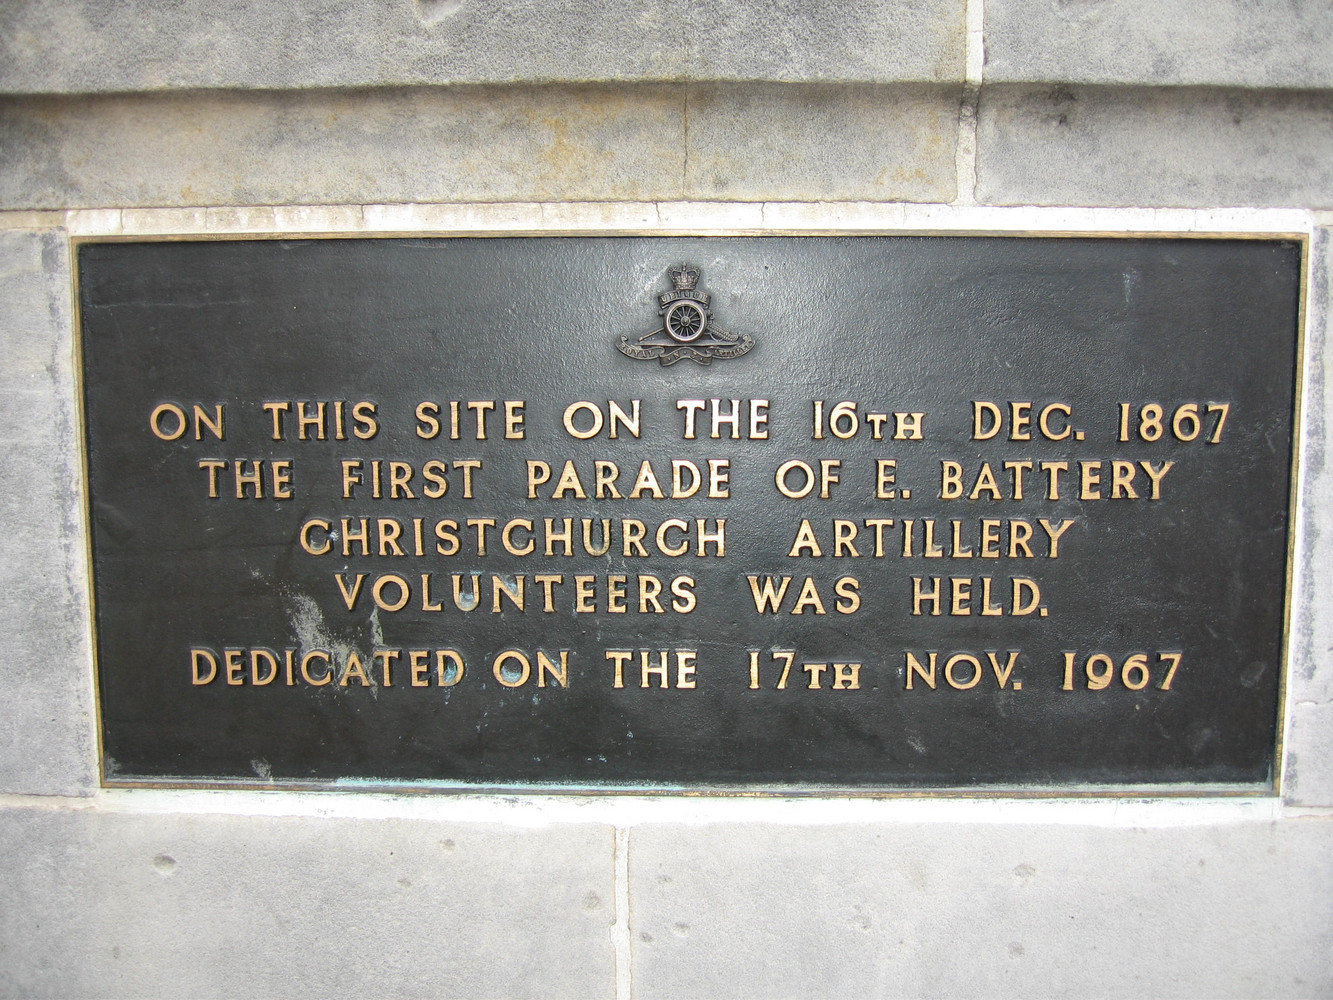 ON THIS SITE ON THE 16TH DEC. 1867
THE FIRST PARADE OF E. BATTERY
CHRISTCHURCH ARTILLERY
VOLUNTEERS WAS HELD.
DEDICATED ON THE 17TH NOV. 1967